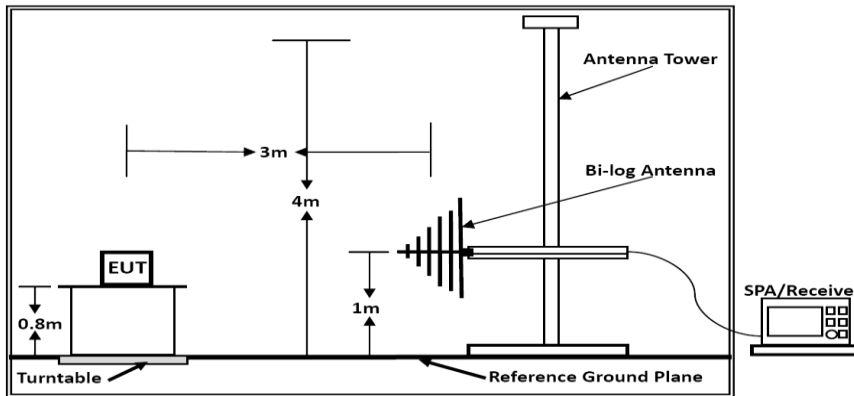 Antenna Tower
3m
Bi-log Antenna
4m
EUT
SPA/Receive
0.8m
1m
Turntable
Reference Ground Plane